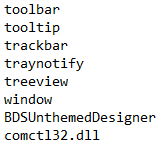 toolbar
tooltip
trackbar
traynotify
treeview
window
BDSUnthemedDesigner
comctl32.dll